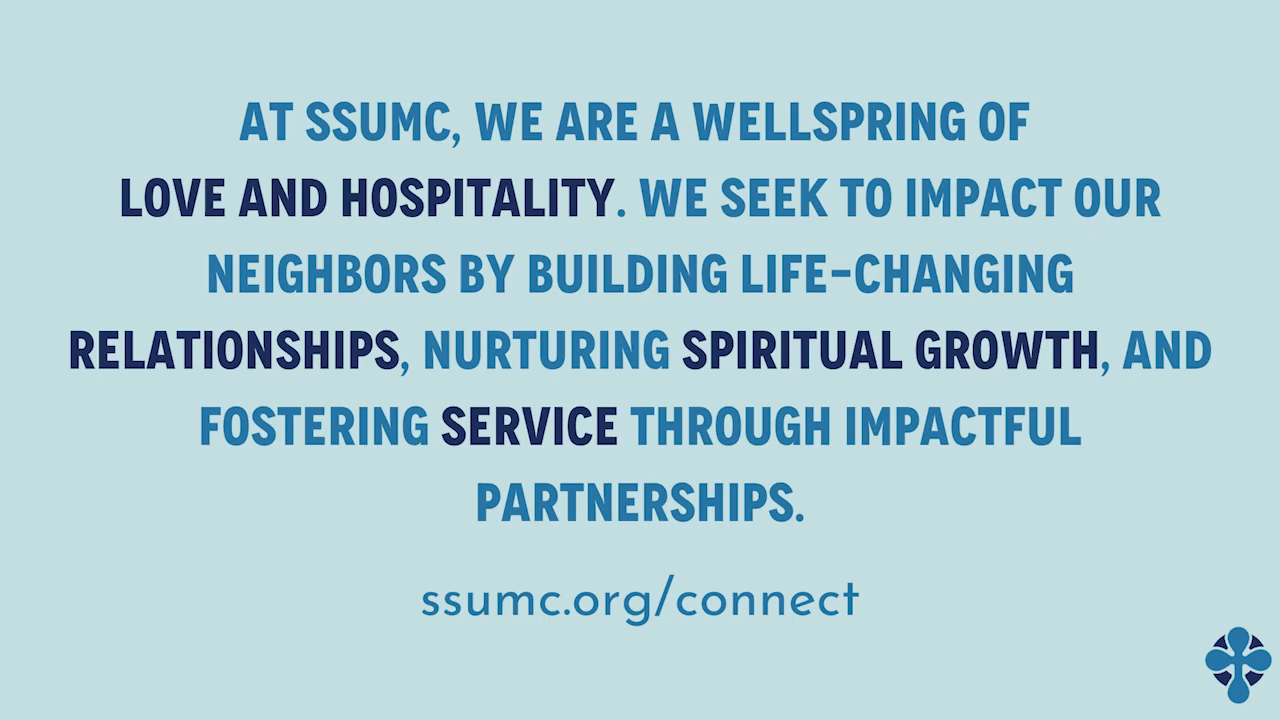 AT SSUMC, WE ARE A WELLSPRING OF
LOVE AND HOSPITALITY. WE SEEK TO IMPACT OUR
NEIGHBORS BY BUILDING LIFE-CHANGING
RELATIONSHIPS, NURTURING SPIRITUAL GROWTH, AND
FOSTERING SERVICE THROUGH IMPACTFUL
PARTNERSHIPS.
ssumc.org/connect